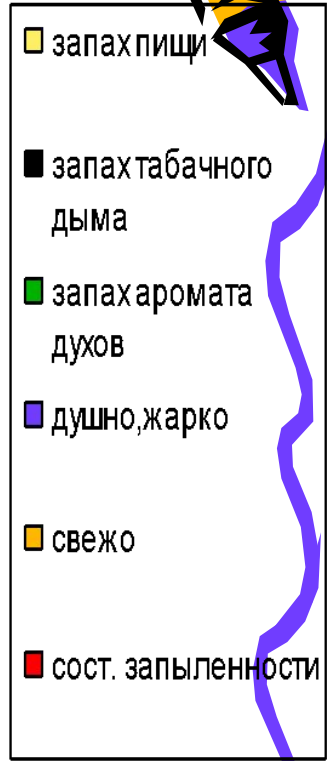 запах пищи
запах табачного
дыма
запах аромата
духов
душно,жарко
свежо
сост. запыленности